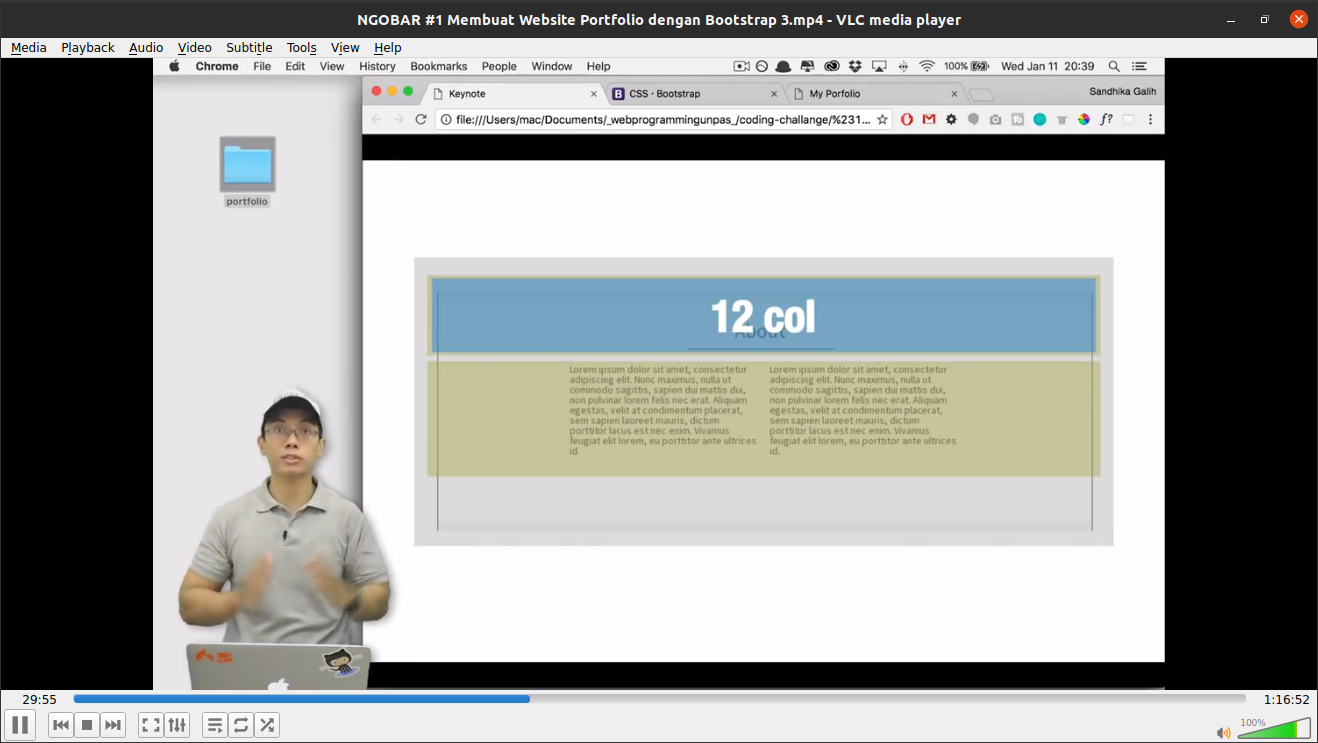 NGOBAR #1 Membuat Website Portfolio dengan Bootstrap 3.mp4 - VLC media player
Media Playback Audio Video Subtitle Tools View Help
Chrome File Edit View History Bookmarks People Window Help 100% Wed Jan 11 20:39
Keynote
CSS · Bootstrap
My Porfolio
Sandhika Galih
file:///Users/mac/Documents/_webprogrammingunpas_/coding-challange/%231...
portfolio
12 col
About
Lorem ipsum dolor sit amet, consectetur
adipiscing elit. Nunc maximus, nulla ut
commodo sagittis, sapien dui mattis dui,
non pulvinar lorem felis nec erat. Aliquam
egestas, velit at condimentum placerat,
sem sapien laoreet mauris, dictum
porttitor lacus est nec enim. Vivamus
feugiat elit lorem, eu porttitor ante ultrices
id.
Lorem ipsum dolor sit amet, consectetur
adipiscing elit. Nunc maximus, nulla ut
commodo sagittis, sapien dui mattis dui,
non pulvinar lorem felis nec erat. Aliquam
egestas, velit at condimentum placerat,
sem sapien laoreet mauris, dictum
porttitor lacus est nec enim. Vivamus
feugiat elit lorem, eu porttitor ante ultrices
id.
29:55
1:16:52
100%